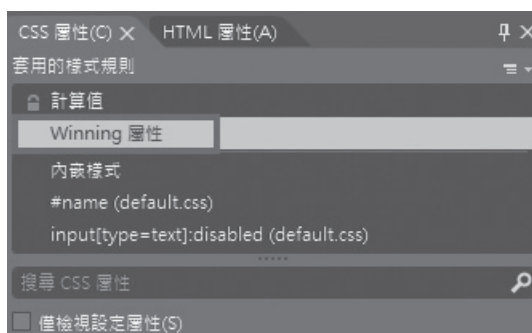 CSS 屬性(C) × HTML 屬性(A)
套用的樣式規則
計算值
Winning 屬性
內嵌樣式
#name (default.css)
input[type=text]:disabled (default.css)
搜尋 CSS 屬性
僅檢視設定屬性(S)